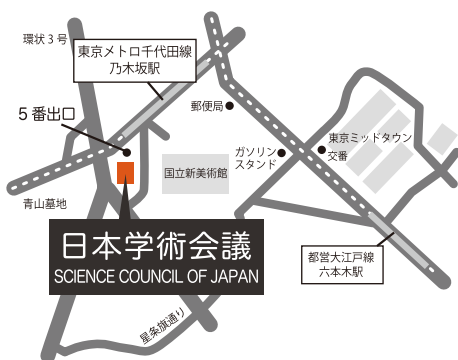 環状3号
東京メトロ千代田線
乃木坂駅
5番出口
郵便局
ガソリン
スタンド
東京ミッドタウン
交番
国立新美術館
青山墓地
日本学術会議
SCIENCE COUNCIL OF JAPAN
都営大江戸線
六本木駅
星条旗通り